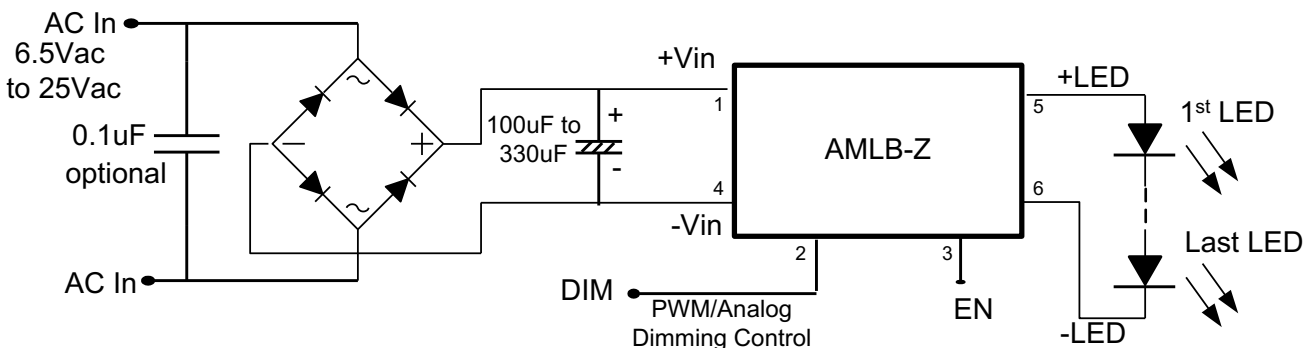 AC In
6.5Vac
to 25Vac
0.1uF
optional
AC In
~
−
+
~
100uF to
330uF
+
-
+Vin
1
4
-Vin
AMLB-Z
2
3
5
6
DIM
PWM/Analog
Dimming Control
EN
+LED
1st LED
Last LED
-LED